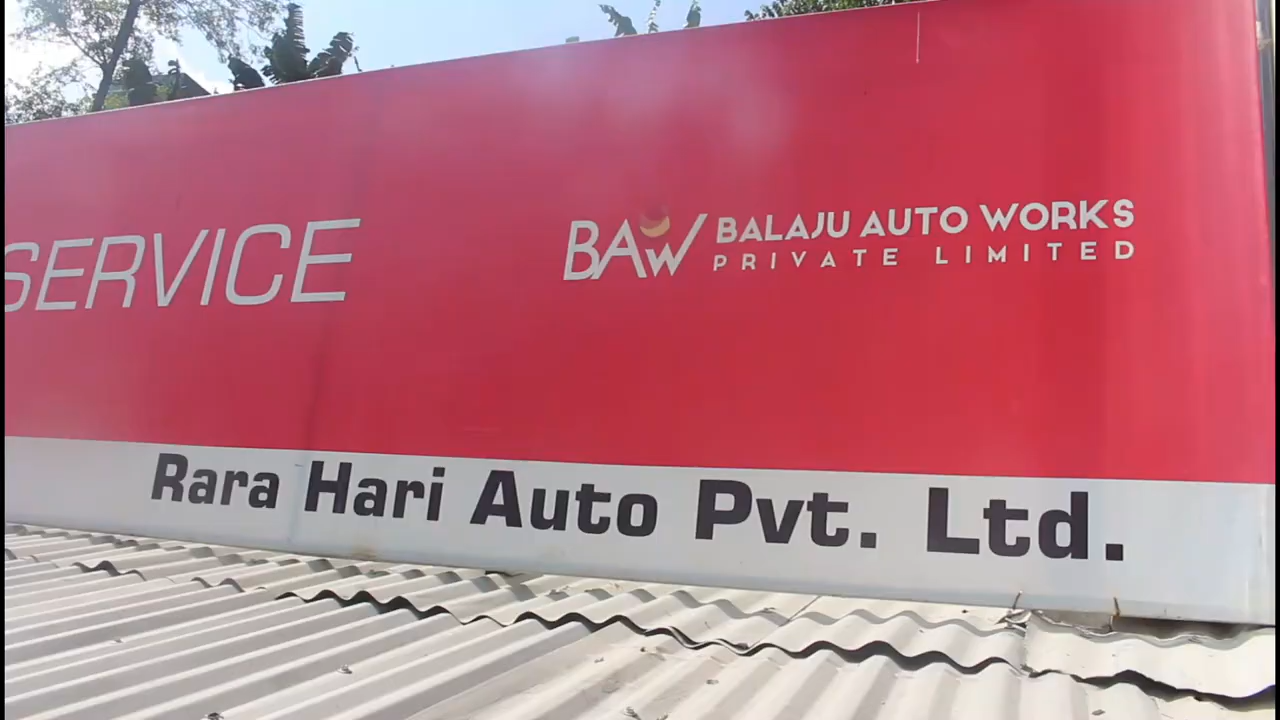 SERVICE
BAW BALAJU AUTO WORKS
PRIVATE LIMITED
Rara Hari Auto Pvt. Ltd.